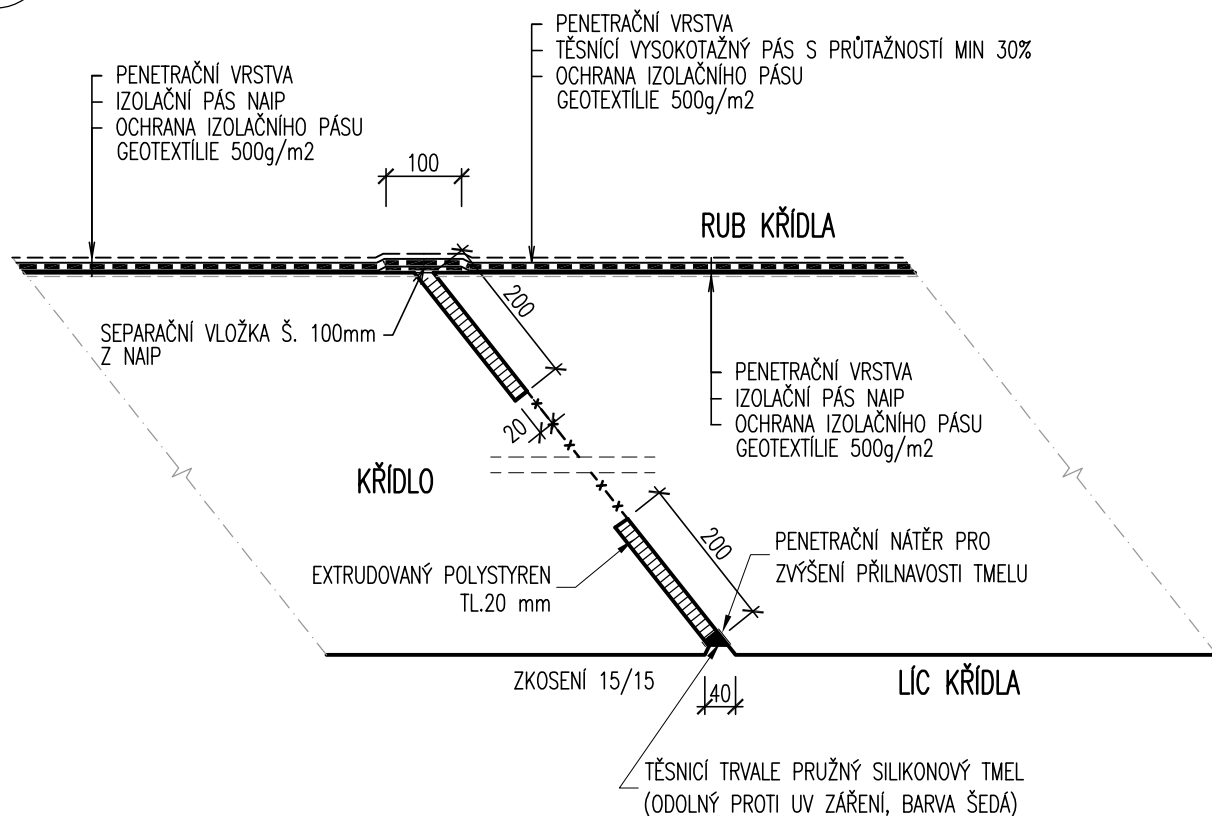 PENETRAČNÍ VRSTVA
TĚSNÍCÍ VYSOKOTAŽNÝ PÁS S PRŮTAŽNOSTÍ MIN 30%
OCHRANA IZOLAČNÍHO PÁSU
GEOTEXTÍLIE 500g/m2
PENETRAČNÍ VRSTVA
IZOLAČNÍ PÁS NAIP
OCHRANA IZOLAČNÍHO PÁSU
GEOTEXTÍLIE 500g/m2
100
RUB KŘÍDLA
200
SEPARAČNÍ VLOŽKA Š. 100mm
Z NAIP
PENETRAČNÍ VRSTVA
IZOLAČNÍ PÁS NAIP
OCHRANA IZOLAČNÍHO PÁSU
GEOTEXTÍLIE 500g/m2
20
KŘÍDLO
200
PENETRAČNÍ NÁTĚR PRO
ZVÝŠENÍ PŘILNAVOSTI TMELU
EXTRUDOVANÝ POLYSTYREN
TL.20 mm
ZKOSENÍ 15/15
40
LÍC KŘÍDLA
TĚSNICÍ TRVALE PRUŽNÝ SILIKONOVÝ TMEL
(ODOLNÝ PROTI UV ZÁŘENÍ, BARVA ŠEDÁ)